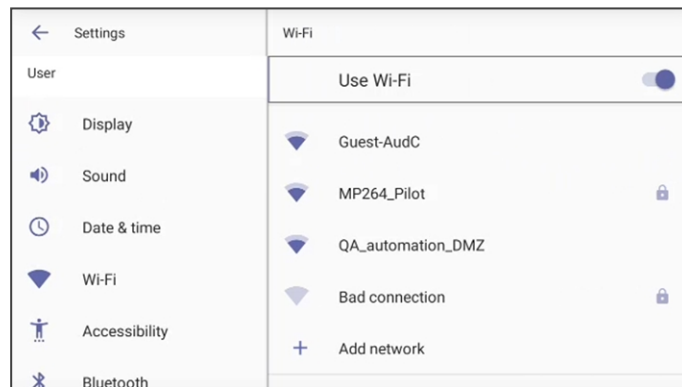 Settings
User
Display
Sound
Date & time
Wi-Fi
Accessibility
Bluetooth
Wi-Fi
Use Wi-Fi
Guest-AudC
MP264_Pilot
QA_automation_DMZ
Bad connection
Add network